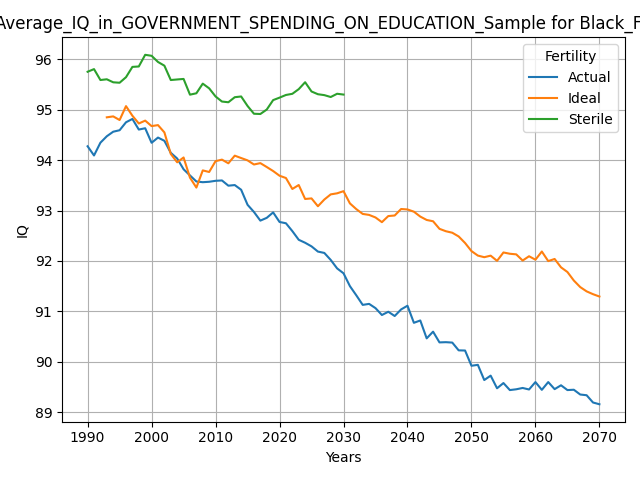 Average_IQ_in_GOVERNMENT_SPENDING_ON_EDUCATION_Sample for Black_F
Fertility
Actual
Ideal
Sterile
96
95
94
93
92
91
90
89
IQ
1990 2000 2010 2020 2030 2040 2050 2060 2070
Years